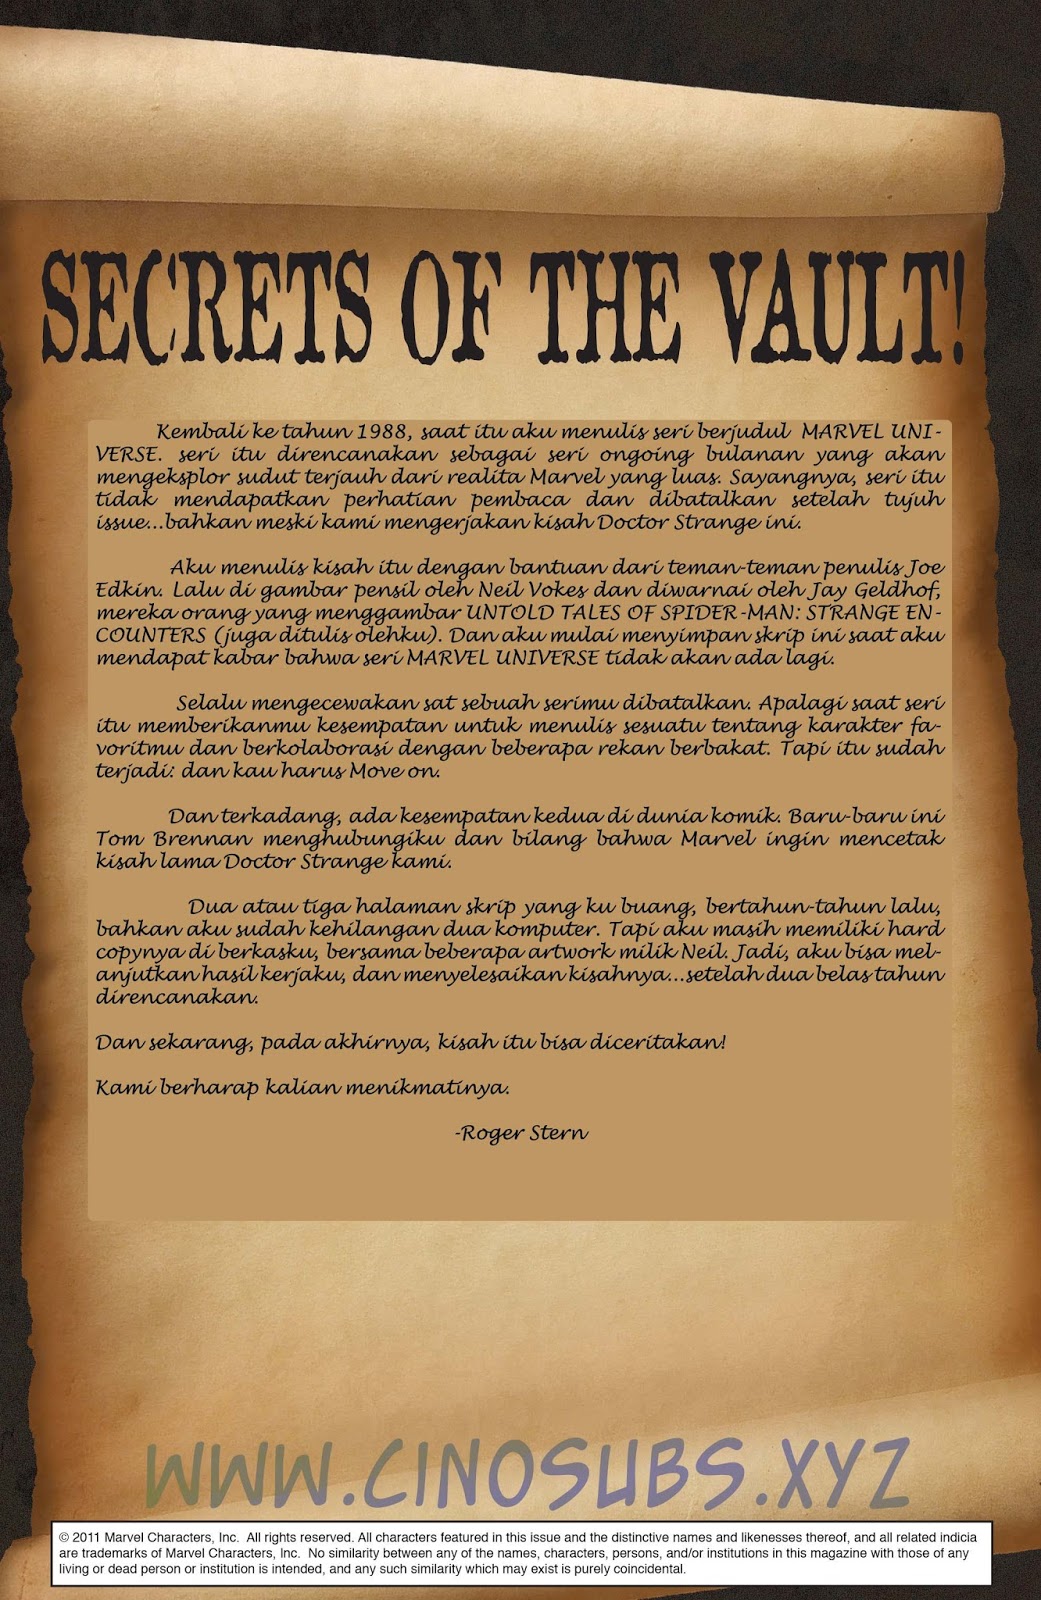 SECRETS OF THE VAULT!
Kembali ke tahun 1988, saat itu aku menulis seri berjudul MARVEL UNI-
VERSE. seri itu direncanakan sebagai seri ongoing bulanan yang akan
mengeksplor sudut terjauh dari realita Marvel yang luas. Sayangnya, seri itu
tidak mendapatkan perhatian pembaca dan dibatalkan setelah tujuh
issue...bahkan meski kami mengerjakan kisah Doctor Strange ini.
Aku menulis kisah itu dengan bantuan dari teman-teman penulis Joe
Edkin. Lalu di gambar pensil oleh Neil Vokes dan diwarnai oleh Jay Geldhof,
mereka orang yang menggambar UNTOLD TALES OF SPIDER-MAN: STRANGE EN-
COUNTERS (juga ditulis olehku). Dan aku mulai menyimpan skrip ini saat aku
mendapat kabar bahwa seri MARVEL UNIVERSE tidak akan ada lagi.
Selalu mengecewakan sat sebuah serimu dibatalkan. Apalagi saat seri
itu memberikanmu kesempatan untuk menulis sesuatu tentang karakter fa-
voritmu dan berkolaborasi dengan beberapa rekan berbakat. Tapi itu sudah
terjadi: dan kau harus Move on.
Dan terkadang, ada kesempatan kedua di dunia komik. Baru-baru ini
Tom Brennan menghubungiku dan bilang bahwa Marvel ingin mencetak
kisah lama Doctor Strange kami.
Dua atau tiga halaman skrip yang ku buang, bertahun-tahun lalu,
bahkan aku sudah kehilangan dua komputer. Tapi aku masih memiliki hard
copynya di berkasku, bersama beberapa artwork milik Neil. Jadi, aku bisa mel-
anjutkan hasil kerjaku, dan menyelesaikan kisahnya...setelah dua belas tahun
direncanakan.
Dan sekarang, pada akhirnya, kisah itu bisa diceritakan!
Kami berharap kalian menikmatinya.
-Roger Stern
WWW.CINOSUBS.XYZ
© 2011 Marvel Characters, Inc. All rights reserved. All characters featured in this issue and the distinctive names and likenesses thereof, and all related indicia
are trademarks of Marvel Characters, Inc. No similarity between any of the names, characters, persons, and/or institutions in this magazine with those of any
living or dead person or institution is intended, and any such similarity which may exist is purely coincidental.